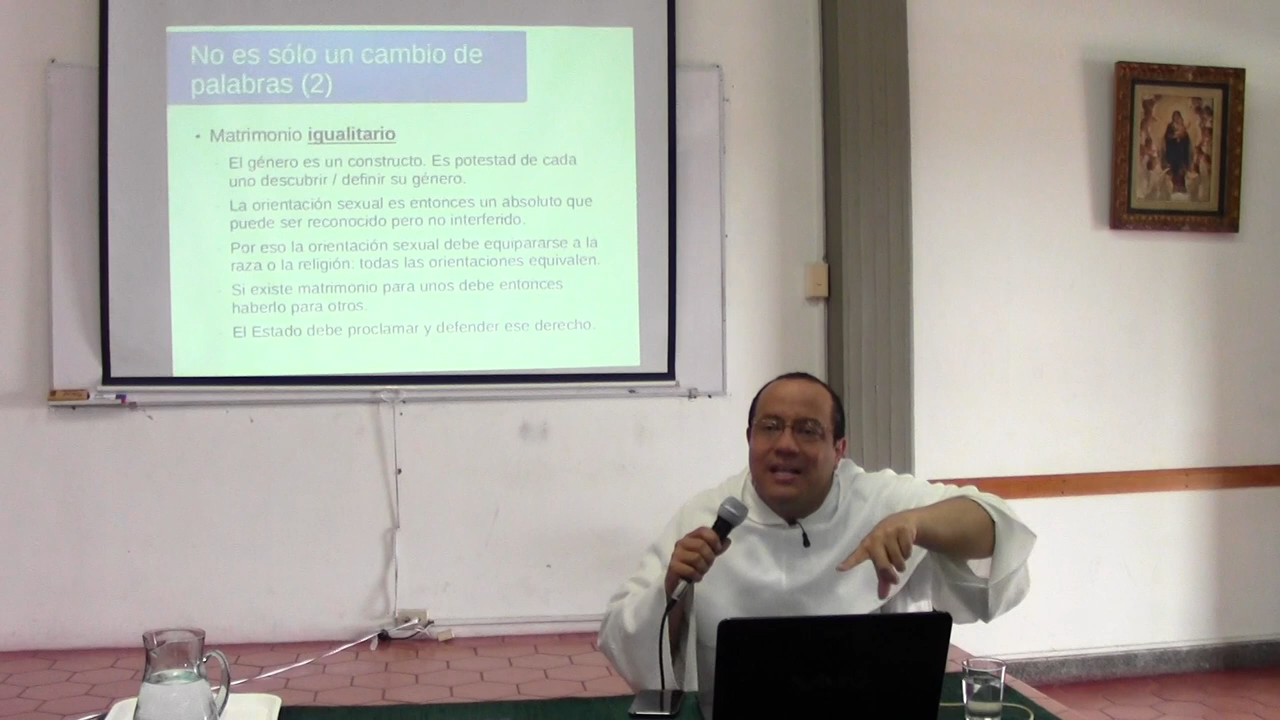 No es sólo un cambio de
palabras (2)
• Matrimonio igualitario
El género es un constructo. Es potestad de cada
uno descubrir / definir su género.
La orientación sexual es entonces un absoluto que
puede ser reconocido pero no interferido.
Por eso la orientación sexual debe equipararse a la
raza o la religión: todas las orientaciones equivalen.
Si existe matrimonio para unos debe entonces
haberlo para otros.
El Estado debe proclamar y defender ese derecho.